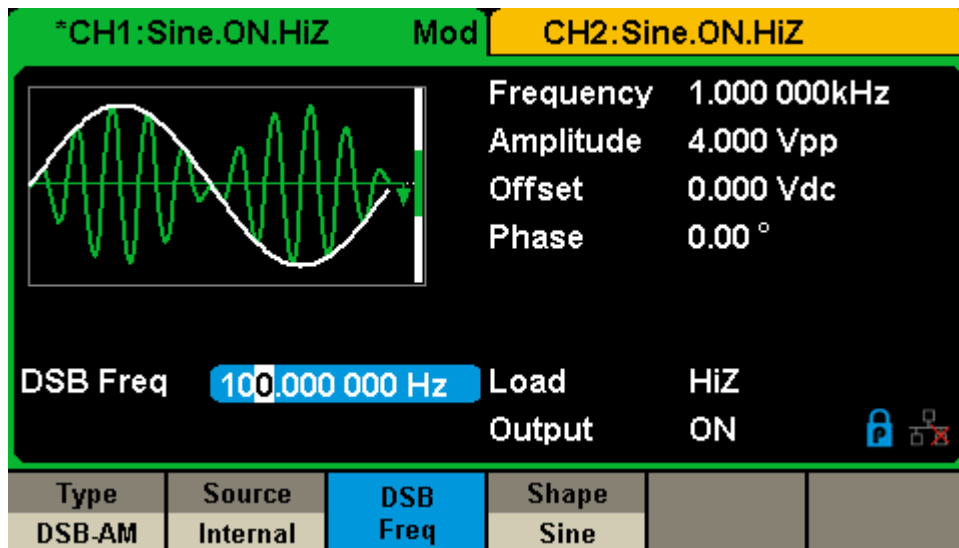 *CH1:Sine.ON.HiZ Mod CH2:Sine.ON.HiZ
Frequency 1.000 000kHz
Amplitude 4.000 Vpp
Offset 0.000 Vdc
Phase 0.00 °
DSB Freq 100.000 000 Hz Load HiZ
Output ON P
Type Source DSB Freq Shape
DSB-AM Internal Sine